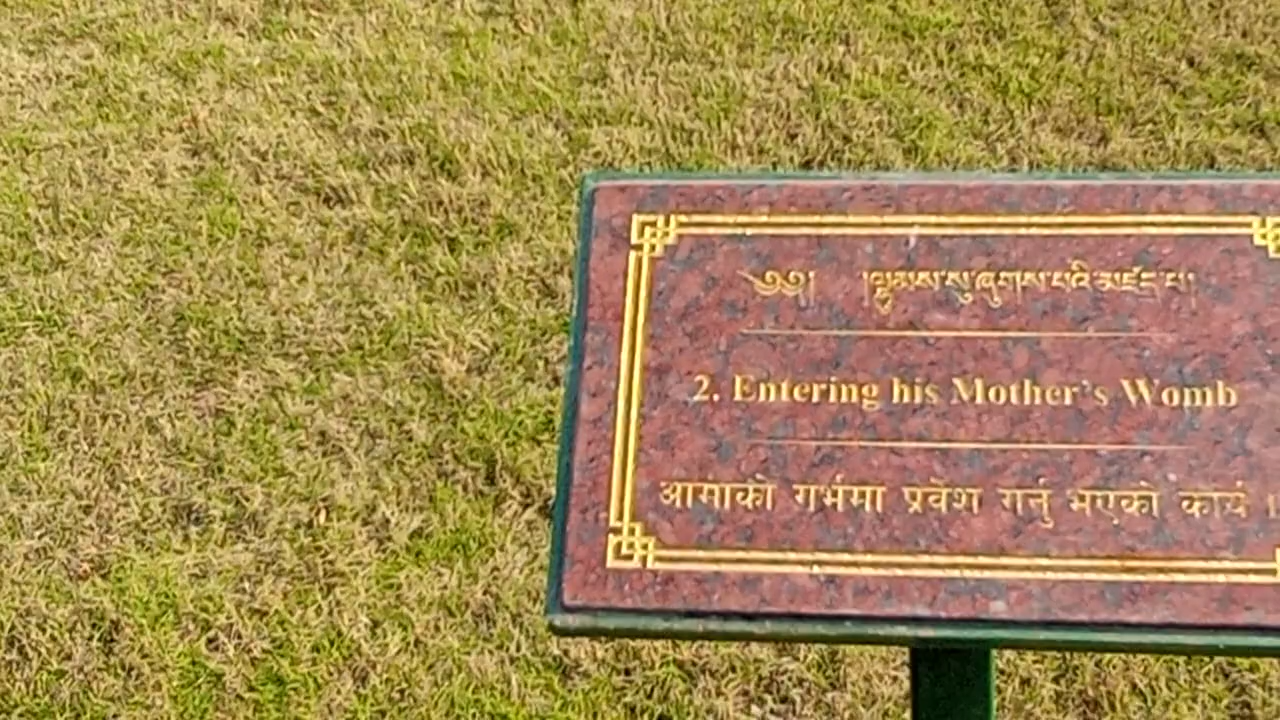 ༄༅། །ལྷུམས་སུ་ཞུགས་པའི་མཛད་པ།
2. Entering his Mother's Womb
आमाको गर्भमा प्रवेश गर्नु भएको कार्य ।